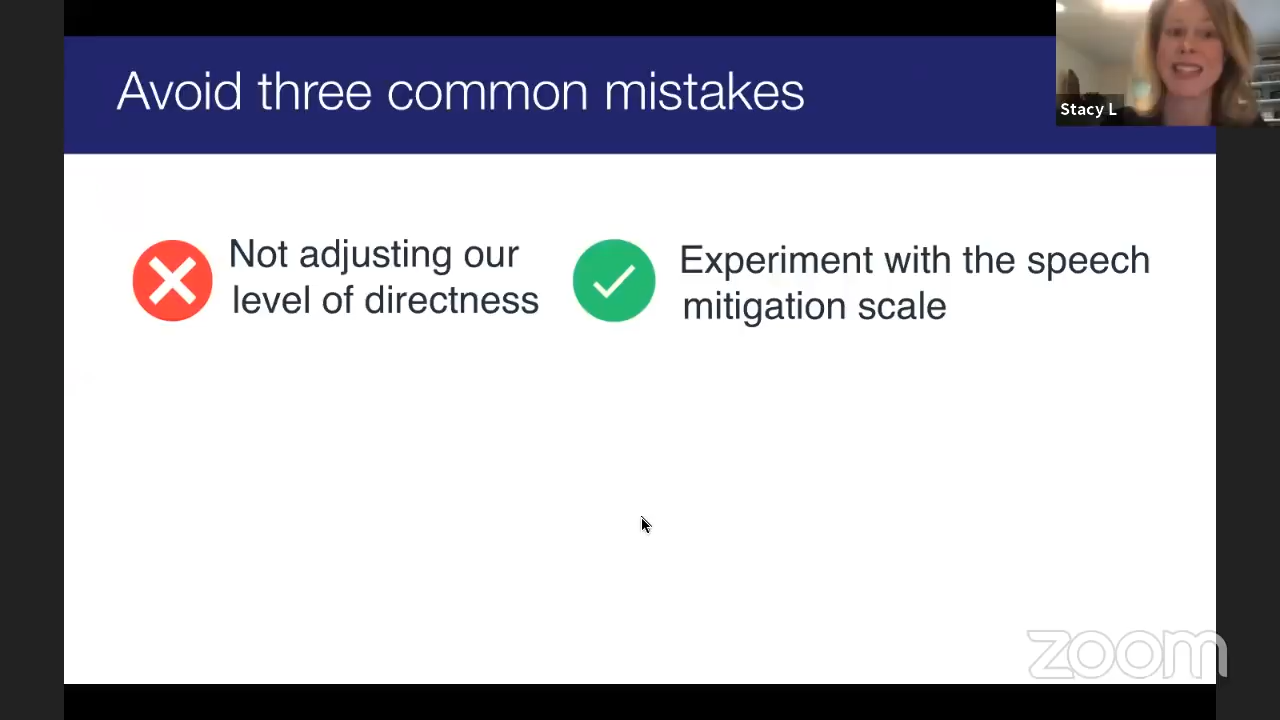 Avoid three common mistakes
Stacy L
Not adjusting our
level of directness
Experiment with the speech
mitigation scale
zoom